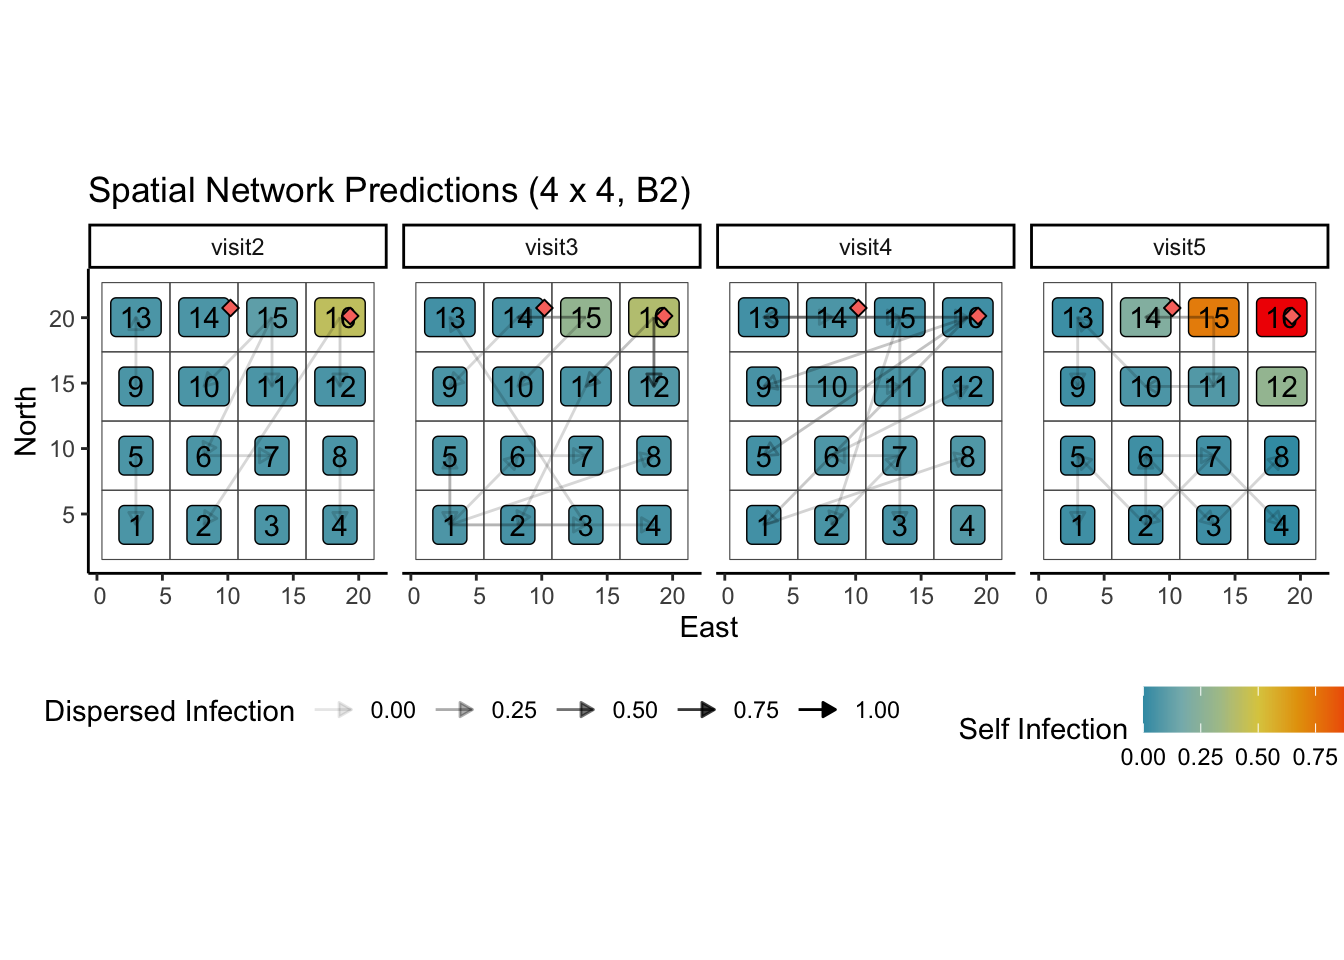 Spatial Network Predictions (4 x 4, B2)
visit2 visit3 visit4 visit5
20 13 14 15 16 13 14 15 16 13 14 15 16 13 14 15 16
15 9 10 11 12 9 10 11 12 9 10 11 12 9 10 11 12
10 5 6 7 8 5 6 7 8 5 6 7 8 5 6 7 8
5 1 2 3 4 1 2 3 4 1 2 3 4 1 2 3 4
0 5 10 15 20 0 5 10 15 20 0 5 10 15 20 0 5 10 15 20
North
East
Dispersed Infection 0.00 0.25 0.50 0.75 1.00
Self Infection
0.00 0.25 0.50 0.75